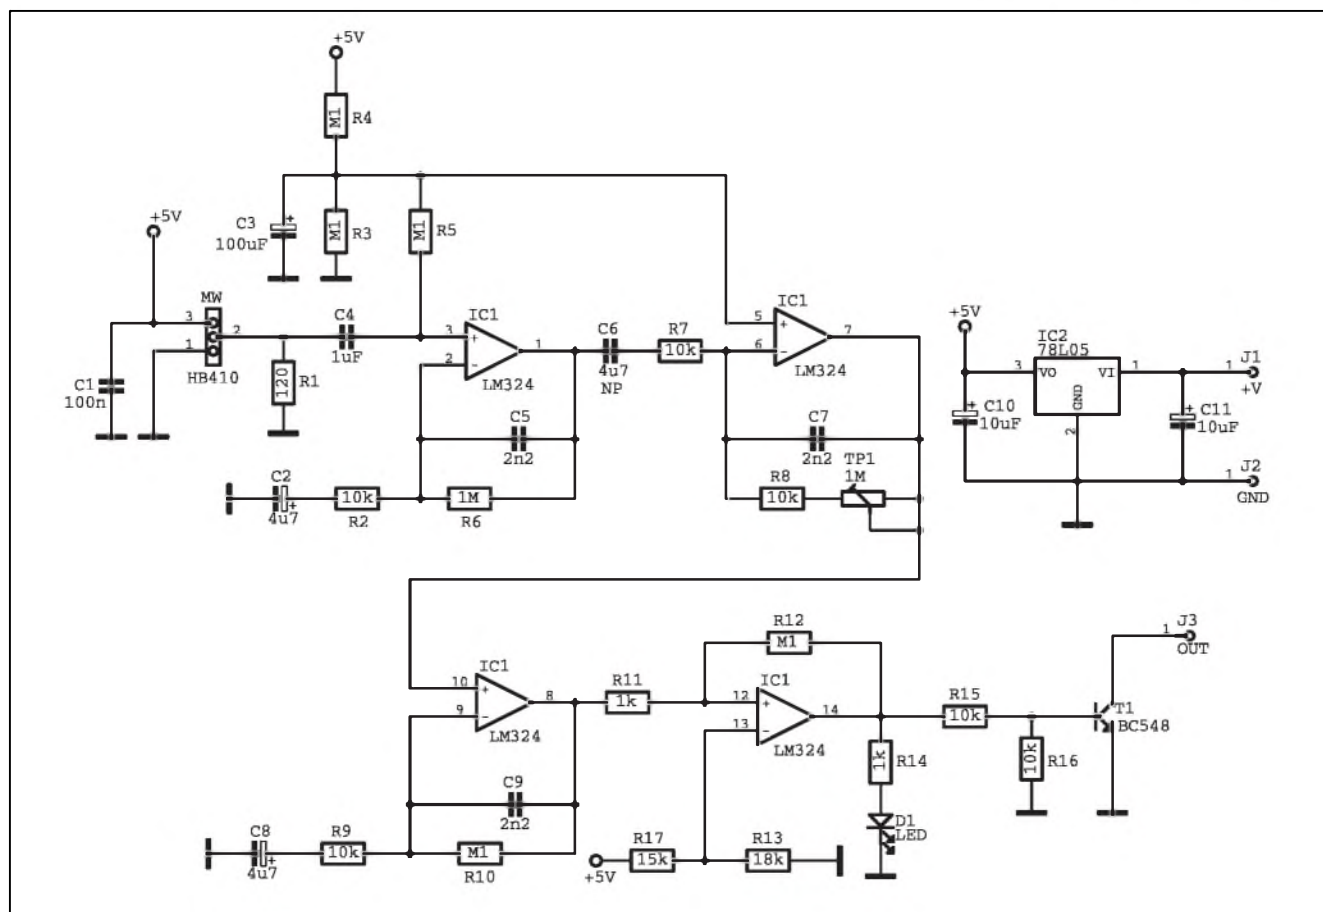 +5V
M1 R4
+5V
C3 + 100uF
M1 R3
M1 R5
MW
3
2
1
HB410
C1
100n
120 R1
C4
1uF
IC1
3 +
2 −
1
LM324
C5
2n2
C2
4u7 +
10k
R2
1M
R6
C6
4u7
NP
R7
10k
IC1
5 +
6 −
7
LM324
C7
2n2
R8
10k
TP1
1M
+5V
IC2
78L05
3 VO VI 1
GND
2
+ C10
10uF
+ C11
10uF
1 J1
+V
1 J2
GND
IC1
10 +
9 −
8
LM324
C9
2n2
C8
4u7 +
R9
10k
M1
R10
R11
1k
R12
M1
IC1
12 +
13 −
14
LM324
1k R14
D1
LED
R17
15k
+5V
R13
18k
R15
10k
10k R16
T1
BC548
1 J3
OUT